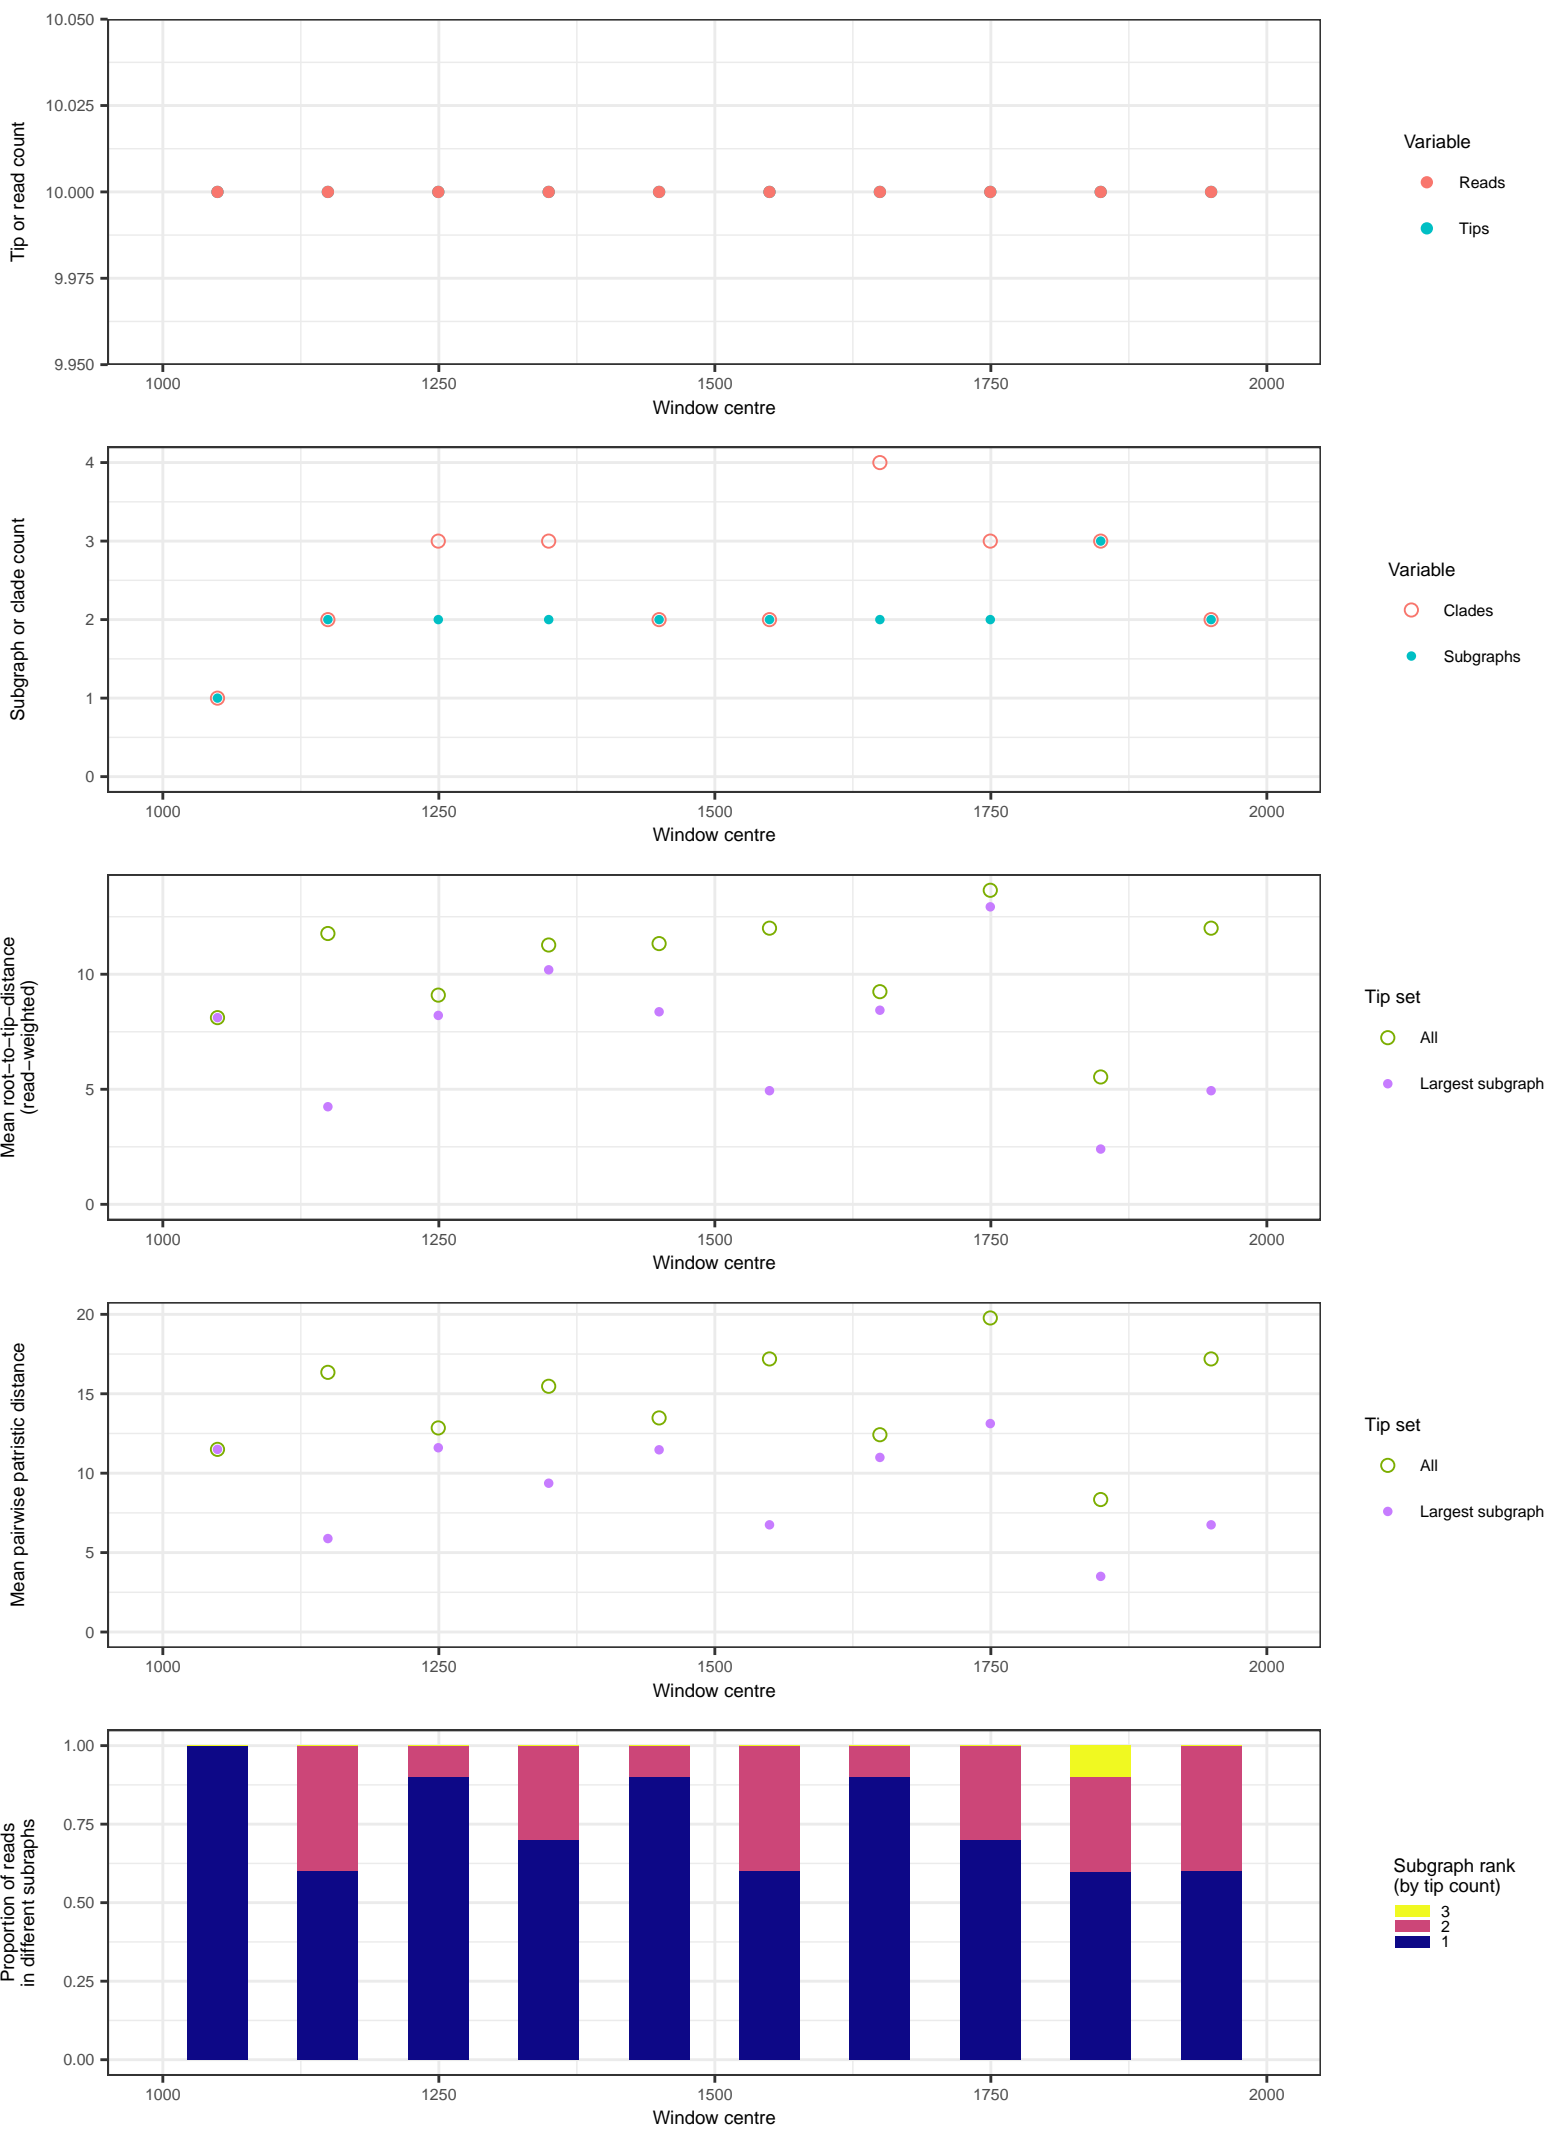 10.050
10.025
10.000
9.975
9.950
Tip or read count
1000 1250 1500 1750 2000
Window centre
Variable
Reads
Tips
4
3
2
1
0
Subgraph or clade count
1000 1250 1500 1750 2000
Window centre
Variable
Clades
Subgraphs
10
5
0
Mean root−to−tip−distance
(read−weighted)
1000 1250 1500 1750 2000
Window centre
Tip set
All
Largest subgraph
20
15
10
5
0
Mean pairwise patristic distance
1000 1250 1500 1750 2000
Window centre
Tip set
All
Largest subgraph
1.00
0.75
0.50
0.25
0.00
Proportion of reads
in different subraphs
1000 1250 1500 1750 2000
Window centre
Subgraph rank
(by tip count)
3
2
1